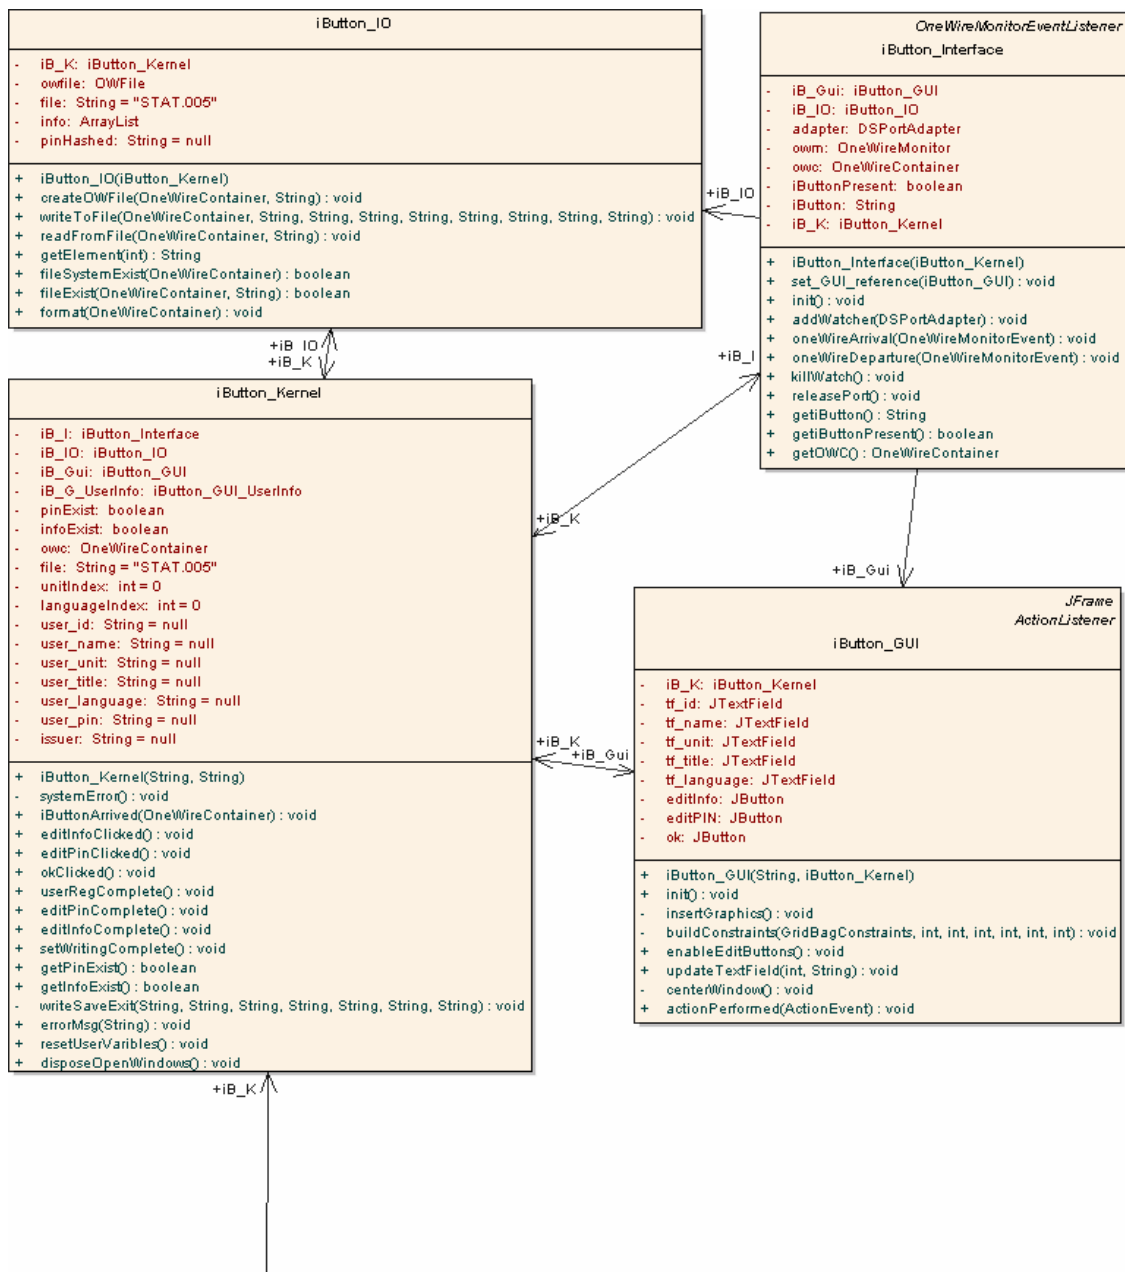 iButton_IO
- iB_K: iButton_Kernel
- owfile: OWFile
- file: String = "STAT.005"
- info: ArrayList
- pinHashed: String = null
+ iButton_IO(iButton_Kernel)
+ createOWFile(OneWireContainer, String) : void
+ writeToFile(OneWireContainer, String, String, String, String, String, String, String, String) : void
+ readFromFile(OneWireContainer, String) : void
+ getElement(int) : String
+ fileSystemExist(OneWireContainer) : boolean
+ fileExist(OneWireContainer, String) : boolean
+ format(OneWireContainer) : void
OneWireMonitorEventListener
iButton_Interface
- iB_Gui: iButton_GUI
- iB_IO: iButton_IO
- adapter: DSPortAdapter
- owm: OneWireMonitor
- owc: OneWireContainer
- iButtonPresent: boolean
- iButton: String
- iB_K: iButton_Kernel
+ iButton_Interface(iButton_Kernel)
+ set_GUI_reference(iButton_GUI) : void
+ init() : void
+ addWatcher(DSPortAdapter) : void
+ oneWireArrival(OneWireMonitorEvent) : void
+ oneWireDeparture(OneWireMonitorEvent) : void
+ killWatch() : void
+ releasePort() : void
+ getiButton() : String
+ getiButtonPresent() : boolean
+ getOWC() : OneWireContainer
+iB_IO
+iB_IO
+iB_K
+iB_I
+iB_K
+iB_Gui
iButton_Kernel
- iB_I: iButton_Interface
- iB_IO: iButton_IO
- iB_Gui: iButton_GUI
- iB_G_UserInfo: iButton_GUI_UserInfo
- pinExist: boolean
- infoExist: boolean
- owc: OneWireContainer
- file: String = "STAT.005"
- unitIndex: int = 0
- languageIndex: int = 0
- user_id: String = null
- user_name: String = null
- user_unit: String = null
- user_title: String = null
- user_language: String = null
- user_pin: String = null
- issuer: String = null
+ iButton_Kernel(String, String)
- systemError() : void
+ iButtonArrived(OneWireContainer) : void
+ editInfoClicked() : void
+ editPinClicked() : void
+ okClicked() : void
+ userRegComplete() : void
+ editPinComplete() : void
+ editInfoComplete() : void
+ setWritingComplete() : void
+ getPinExist() : boolean
+ getInfoExist() : boolean
- writeSaveExit(String, String, String, String, String, String, String) : void
+ errorMsg(String) : void
+ resetUserVaribles() : void
+ disposeOpenWindows() : void
+iB_K
+iB_Gui
JFrame
ActionListener
iButton_GUI
- iB_K: iButton_Kernel
- tf_id: JTextField
- tf_name: JTextField
- tf_unit: JTextField
- tf_title: JTextField
- tf_language: JTextField
- editInfo: JButton
- editPIN: JButton
- ok: JButton
+ iButton_GUI(String, iButton_Kernel)
+ init() : void
- insertGraphics() : void
- buildConstraints(GridBagConstraints, int, int, int, int, int, int) : void
+ enableEditButtons() : void
+ updateTextField(int, String) : void
- centerWindow() : void
+ actionPerformed(ActionEvent) : void
+iB_K